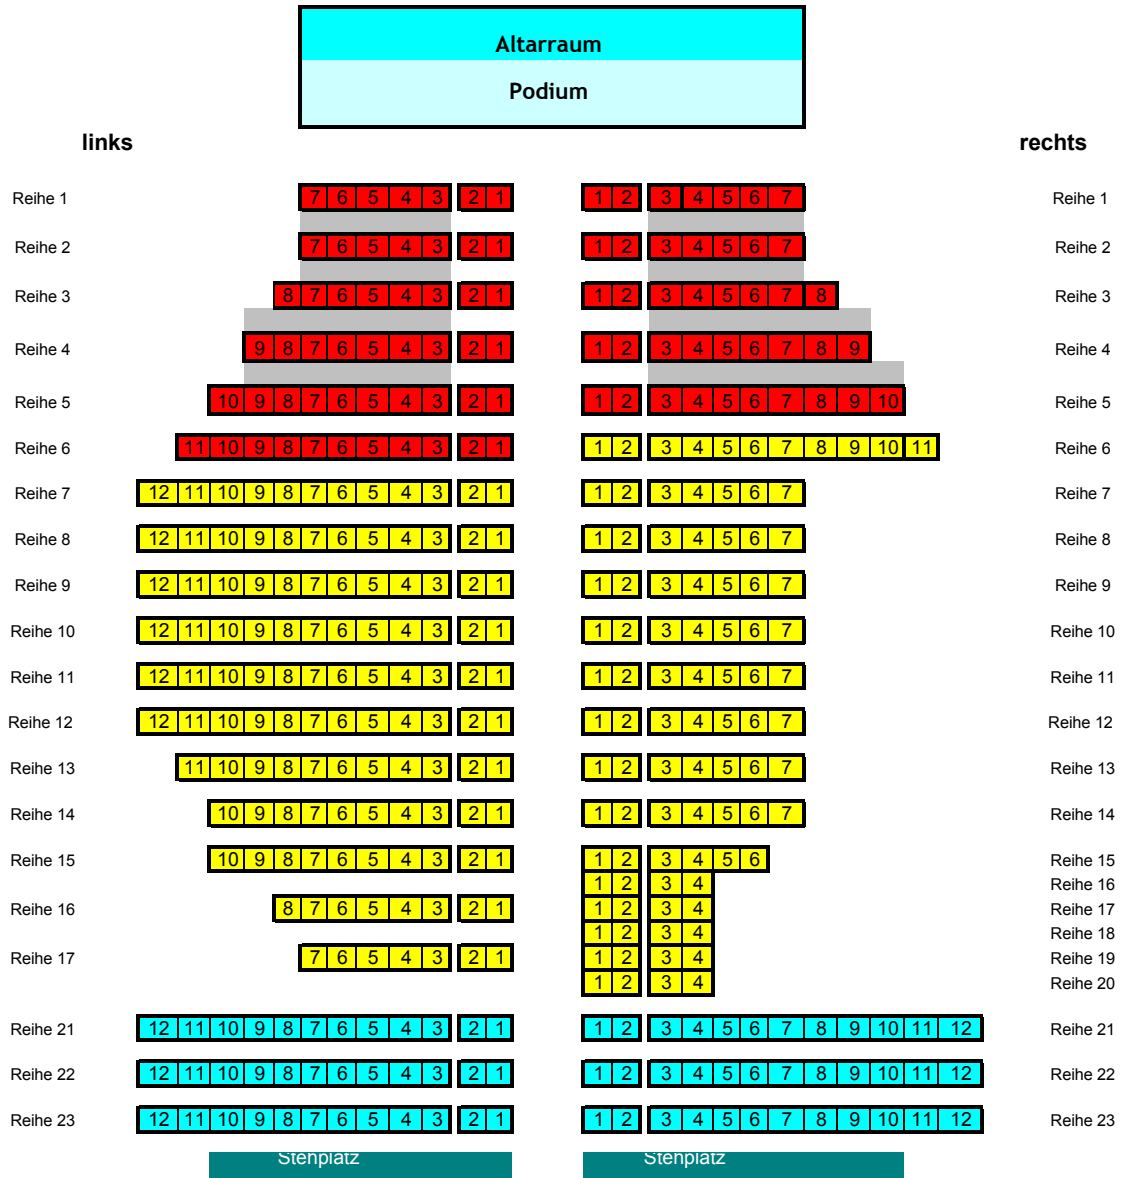 Altarraum
Podium
links rechts
Reihe 1 7 6 5 4 3 2 1 1 2 3 4 5 6 7 Reihe 1
Reihe 2 7 6 5 4 3 2 1 1 2 3 4 5 6 7 Reihe 2
Reihe 3 8 7 6 5 4 3 2 1 1 2 3 4 5 6 7 8 Reihe 3
Reihe 4 9 8 7 6 5 4 3 2 1 1 2 3 4 5 6 7 8 9 Reihe 4
Reihe 5 10 9 8 7 6 5 4 3 2 1 1 2 3 4 5 6 7 8 9 10 Reihe 5
Reihe 6 11 10 9 8 7 6 5 4 3 2 1 1 2 3 4 5 6 7 8 9 10 11 Reihe 6
Reihe 7 12 11 10 9 8 7 6 5 4 3 2 1 1 2 3 4 5 6 7 Reihe 7
Reihe 8 12 11 10 9 8 7 6 5 4 3 2 1 1 2 3 4 5 6 7 Reihe 8
Reihe 9 12 11 10 9 8 7 6 5 4 3 2 1 1 2 3 4 5 6 7 Reihe 9
Reihe 10 12 11 10 9 8 7 6 5 4 3 2 1 1 2 3 4 5 6 7 Reihe 10
Reihe 11 12 11 10 9 8 7 6 5 4 3 2 1 1 2 3 4 5 6 7 Reihe 11
Reihe 12 12 11 10 9 8 7 6 5 4 3 2 1 1 2 3 4 5 6 7 Reihe 12
Reihe 13 11 10 9 8 7 6 5 4 3 2 1 1 2 3 4 5 6 7 Reihe 13
Reihe 14 10 9 8 7 6 5 4 3 2 1 1 2 3 4 5 6 7 Reihe 14
Reihe 15 10 9 8 7 6 5 4 3 2 1 1 2 3 4 5 6 Reihe 15
1 2 3 4 Reihe 16
Reihe 16 8 7 6 5 4 3 2 1 1 2 3 4 Reihe 17
1 2 3 4 Reihe 18
Reihe 17 7 6 5 4 3 2 1 1 2 3 4 Reihe 19
1 2 3 4 Reihe 20
Reihe 21 12 11 10 9 8 7 6 5 4 3 2 1 1 2 3 4 5 6 7 8 9 10 11 12 Reihe 21
Reihe 22 12 11 10 9 8 7 6 5 4 3 2 1 1 2 3 4 5 6 7 8 9 10 11 12 Reihe 22
Reihe 23 12 11 10 9 8 7 6 5 4 3 2 1 1 2 3 4 5 6 7 8 9 10 11 12 Reihe 23
Stehplatz Stehplatz